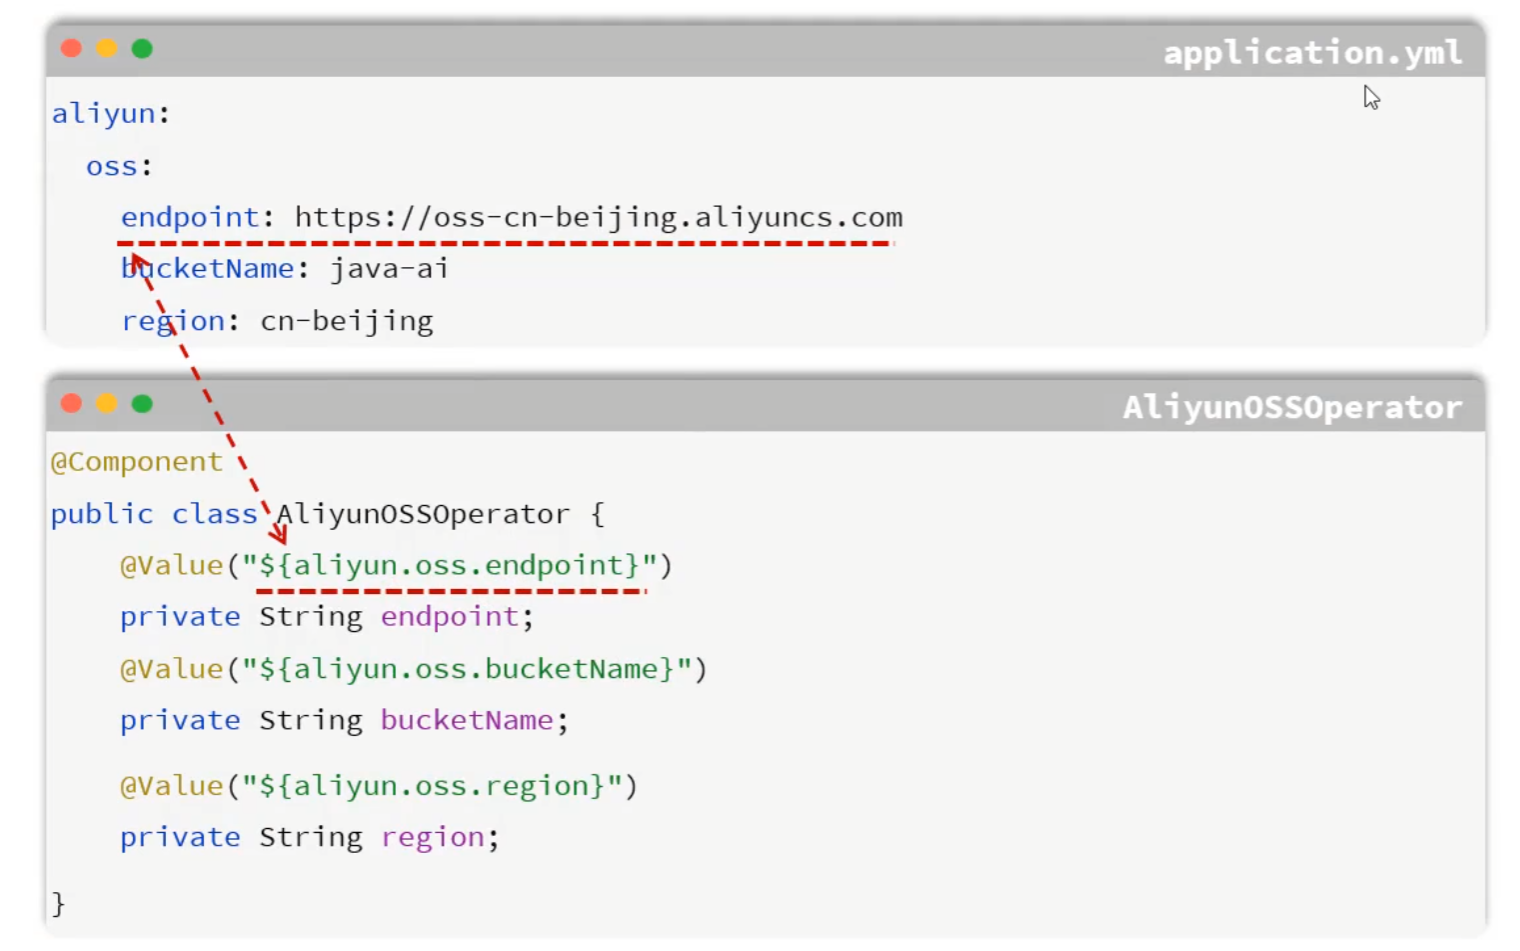 application.yml
aliyun:
  oss:
    endpoint: https://oss-cn-beijing.aliyuncs.com
    bucketName: java-ai
    region: cn-beijing
AliyunOSSOperator
@Component
public class AliyunOSSOperator {
    @Value("${aliyun.oss.endpoint}")
    private String endpoint;
    @Value("${aliyun.oss.bucketName}")
    private String bucketName;
    @Value("${aliyun.oss.region}")
    private String region;
}